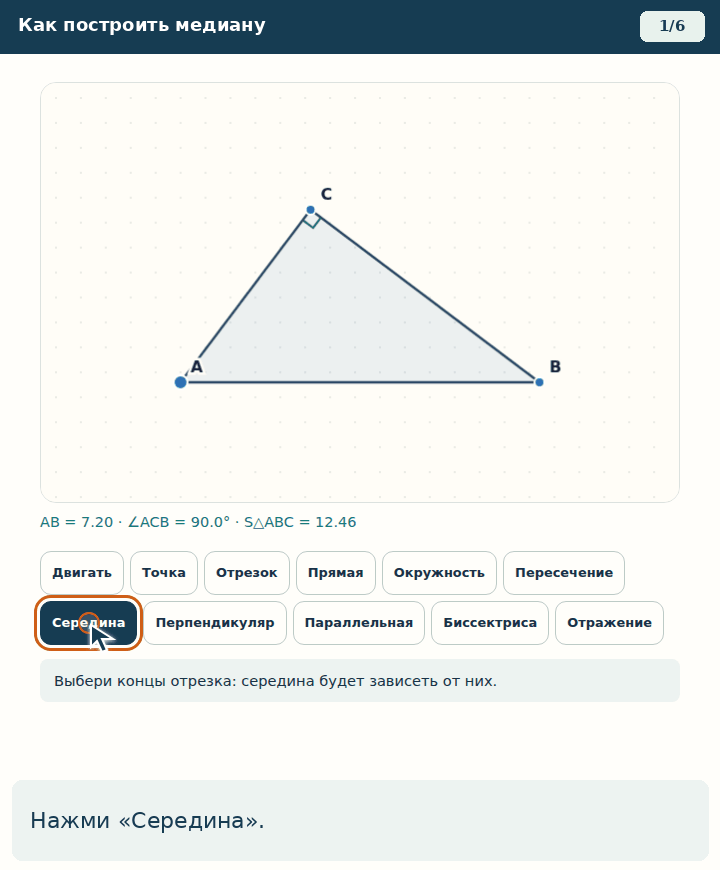 Как построить медиану
1/6
C
A
B
AB = 7.20 · ∠ACB = 90.0° · S△ABC = 12.46
Двигать Точка Отрезок Прямая Окружность Пересечение
Середина Перпендикуляр Параллельная Биссектриса Отражение
Выбери концы отрезка: середина будет зависеть от них.
Нажми «Середина».